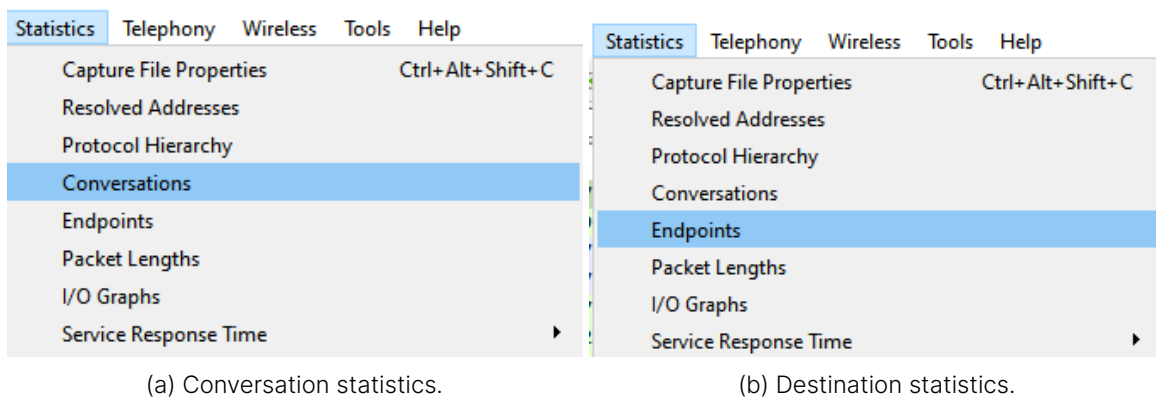 Statistics Telephony Wireless Tools Help
Capture File Properties Ctrl+Alt+Shift+C
Resolved Addresses
Protocol Hierarchy
Conversations
Endpoints
Packet Lengths
I/O Graphs
Service Response Time
(a) Conversation statistics.
Statistics Telephony Wireless Tools Help
Capture File Properties Ctrl+Alt+Shift+C
Resolved Addresses
Protocol Hierarchy
Conversations
Endpoints
Packet Lengths
I/O Graphs
Service Response Time
(b) Destination statistics.